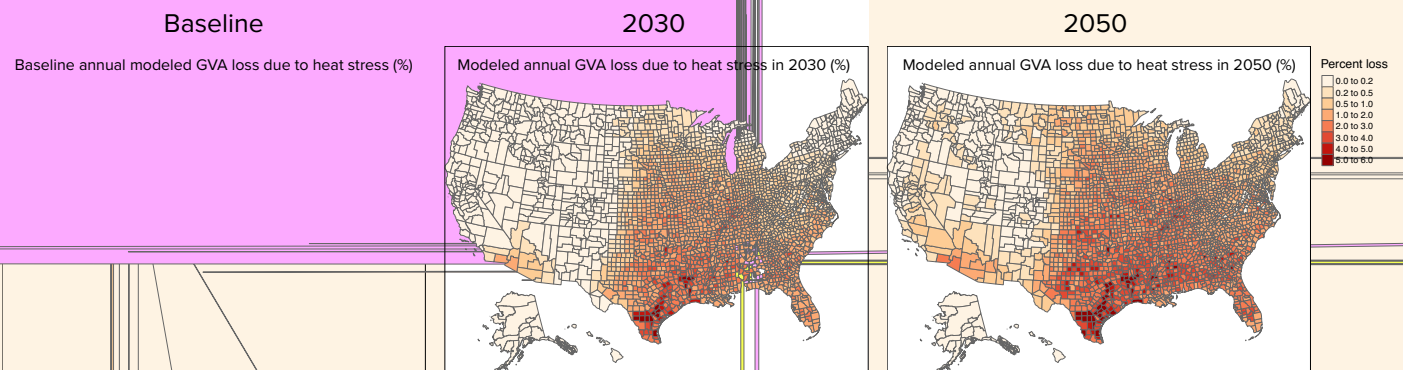 Baseline
2030
2050
Baseline annual modeled GVA loss due to heat stress (%)
Modeled annual GVA loss due to heat stress in 2030 (%)
Modeled annual GVA loss due to heat stress in 2050 (%)
Percent loss
0.0 to 0.2
0.2 to 0.5
0.5 to 1.0
1.0 to 2.0
2.0 to 3.0
3.0 to 4.0
4.0 to 5.0
5.0 to 6.0